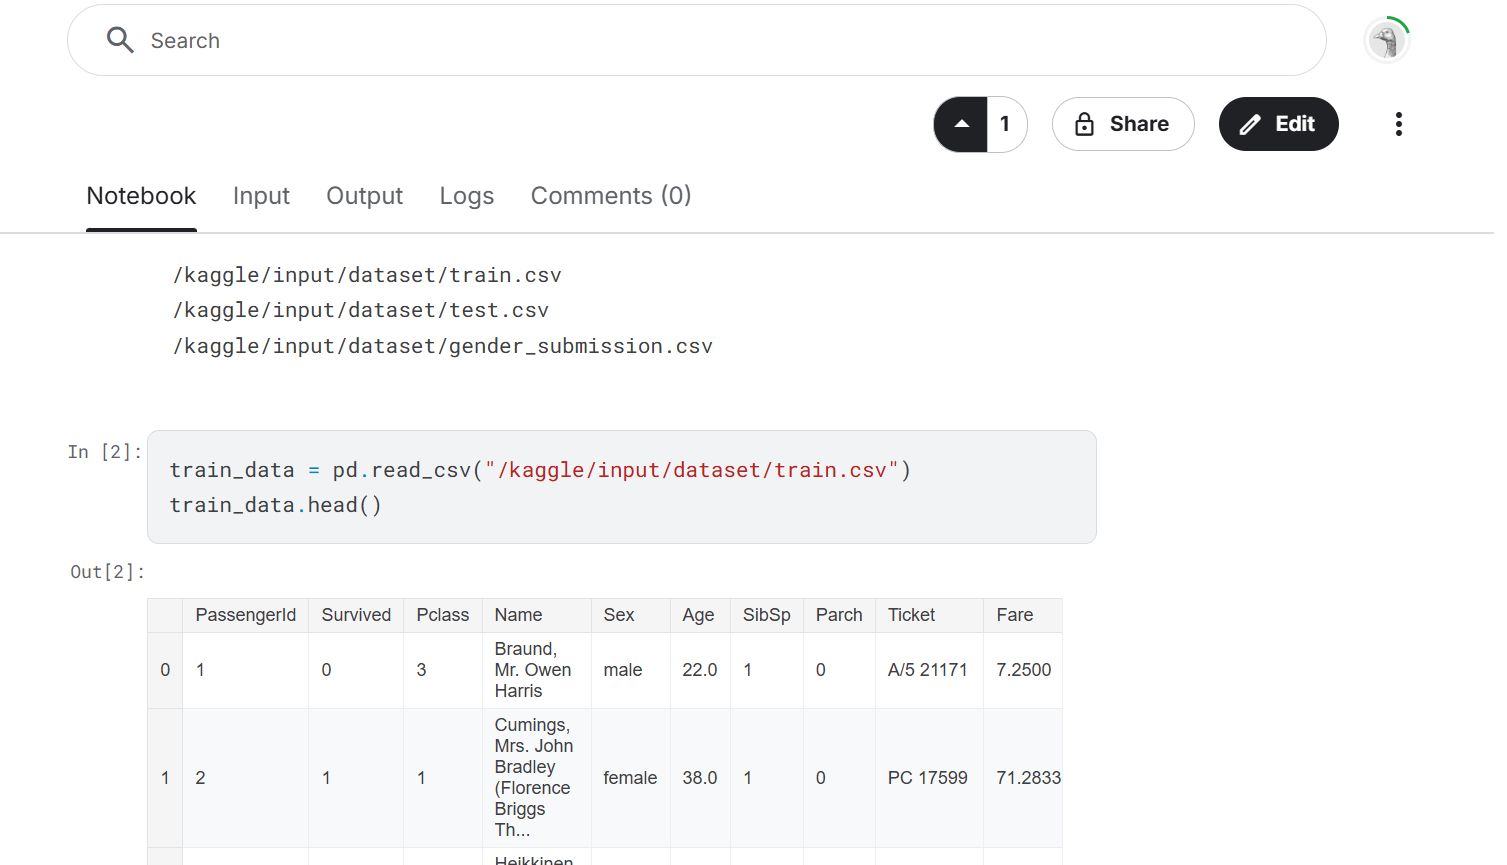 Search
1 Share Edit
Notebook Input Output Logs Comments (0)
/kaggle/input/dataset/train.csv
/kaggle/input/dataset/test.csv
/kaggle/input/dataset/gender_submission.csv
In [2]:
train_data = pd.read_csv("/kaggle/input/dataset/train.csv")
train_data.head()
Out[2]:
PassengerId Survived Pclass Name Sex Age SibSp Parch Ticket Fare
Braund,
0 1 0 3 Mr. Owen male 22.0 1 0 A/5 21171 7.2500
Harris
Cumings,
Mrs. John
Bradley
1 2 1 1 (Florence female 38.0 1 0 PC 17599 71.2833
Briggs
Th...
Heikkinen